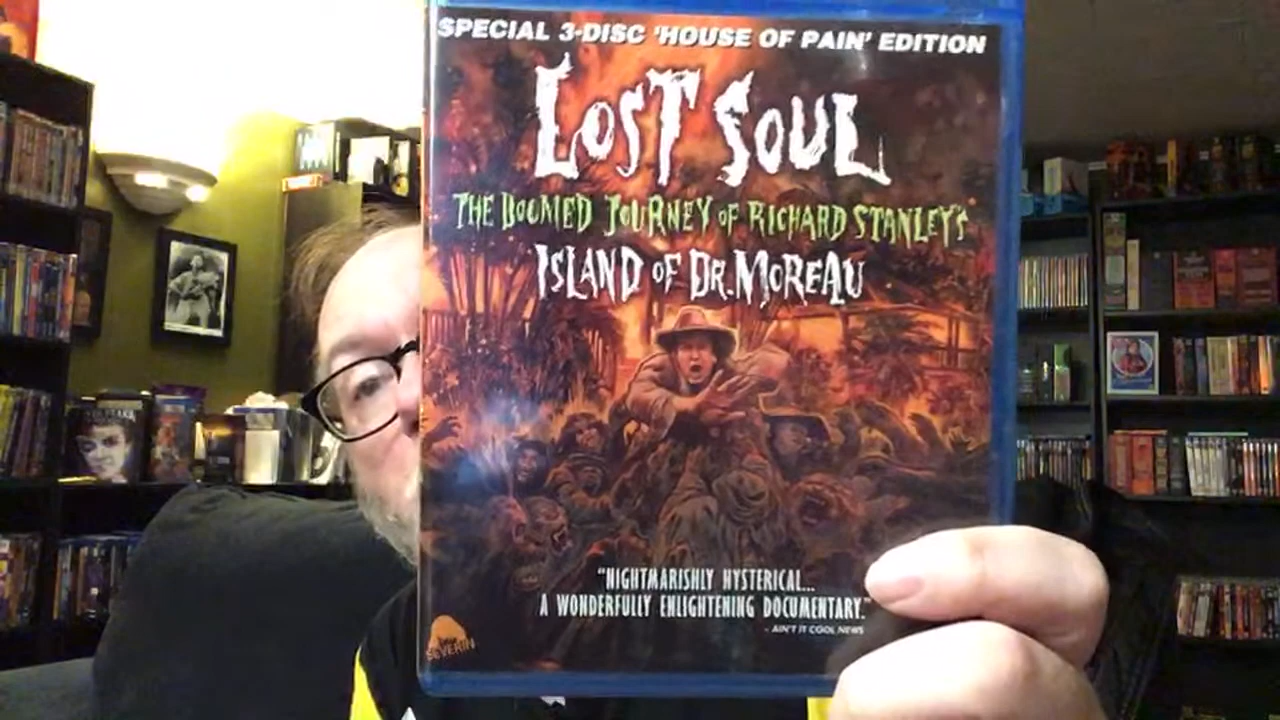 SPECIAL 3-DISC 'HOUSE OF PAIN' EDITION
LOST SOUL
THE DOOMED JOURNEY OF RICHARD STANLEY'S
ISLAND OF DR. MOREAU
"NIGHTMARISHLY HYSTERICAL...
A WONDERFULLY ENLIGHTENING DOCUMENTARY."
- AIN'T IT COOL NEWS
SEVERIN